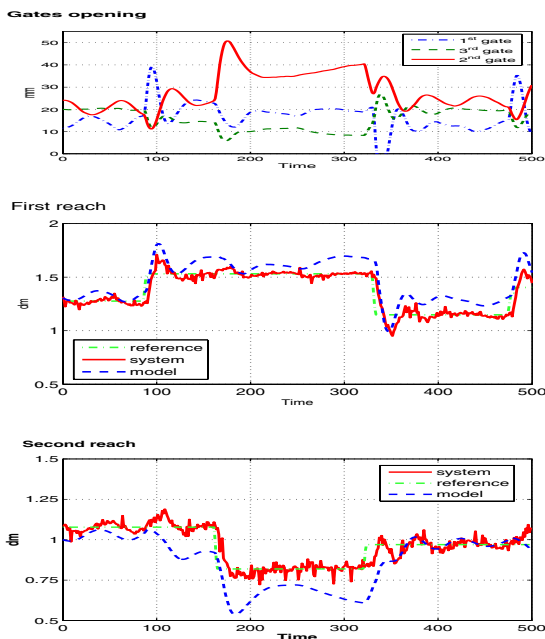 Gates opening
50
40
30
20
10
0
mm
1st gate
3rd gate
2nd gate
0 100 200 300 400 500
Time
First reach
2
1.5
1
0.5
dm
reference
system
model
0 100 200 300 400 500
Time
Second reach
1.5
1.25
1
0.75
0.5
dm
system
reference
model
0 100 200 300 400 500
Time